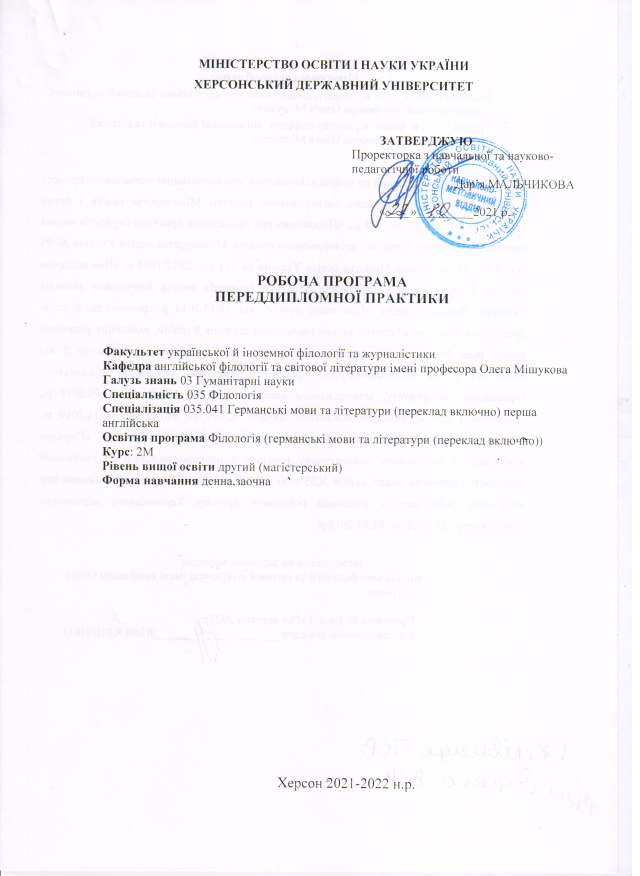 МІНІСТЕРСТВО ОСВІТИ І НАУКИ УКРАЇНИ
ХЕРСОНСЬКИЙ ДЕРЖАВНИЙ УНІВЕРСИТЕТ
ЗАТВЕРДЖУЮ
Проректорка з навчальної та науково-
педагогічної роботи
Дар'я МАЛЬЧИКОВА
2021 р.
НАВЧАЛЬНО-
МЕТОДИЧНИЙ
ВІДДІЛ
РОБОЧА ПРОГРАМА
ПЕРЕДДИПЛОМНОЇ ПРАКТИКИ
Факультет української й іноземної філології та журналістики
Кафедра англійської філології та світової літератури імені професора Олега Мішукова
Галузь знань 03 Гуманітарні науки
Спеціальність 035 Філологія
Спеціалізація 035.041 Германські мови та літератури (переклад включно) перша
англійська
Освітня програма Філологія (германські мови та літератури (переклад включно))
Курс: 2М
Рівень вищої освіти другий (магістерський)
Форма навчання денна,заочна
Херсон 2021-2022 н.р.